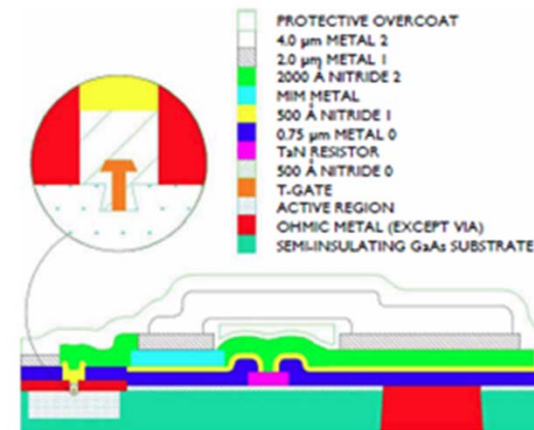 PROTECTIVE OVERCOAT
4.0 µm METAL 2
2.0 µm METAL 1
2000 Å NITRIDE 2
MIM METAL
500 Å NITRIDE 1
0.75 µm METAL 0
TaN RESISTOR
500 Å NITRIDE 0
T-GATE
ACTIVE REGION
OHMIC METAL (EXCEPT VIA)
SEMI-INSULATING GaAs SUBSTRATE